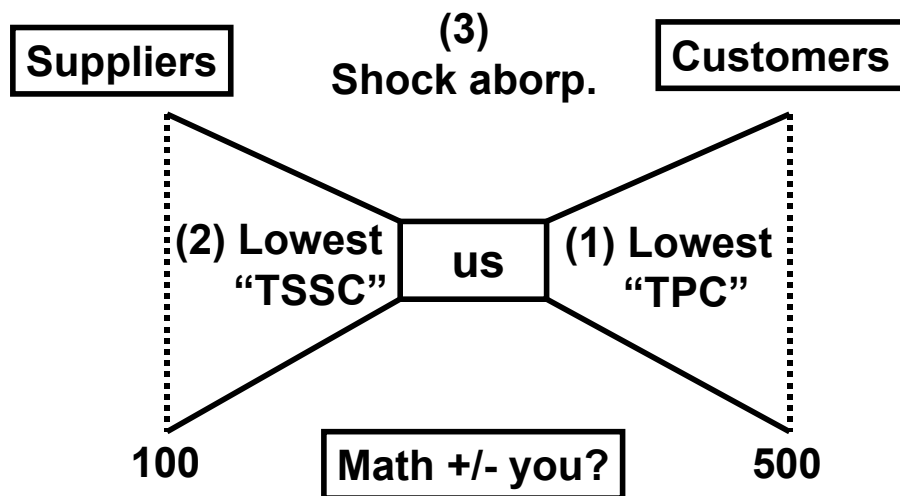 (3)
Suppliers
Shock aborp.
Customers
(2) Lowest
“TSSC”
us
(1) Lowest
“TPC”
100
Math +/- you?
500